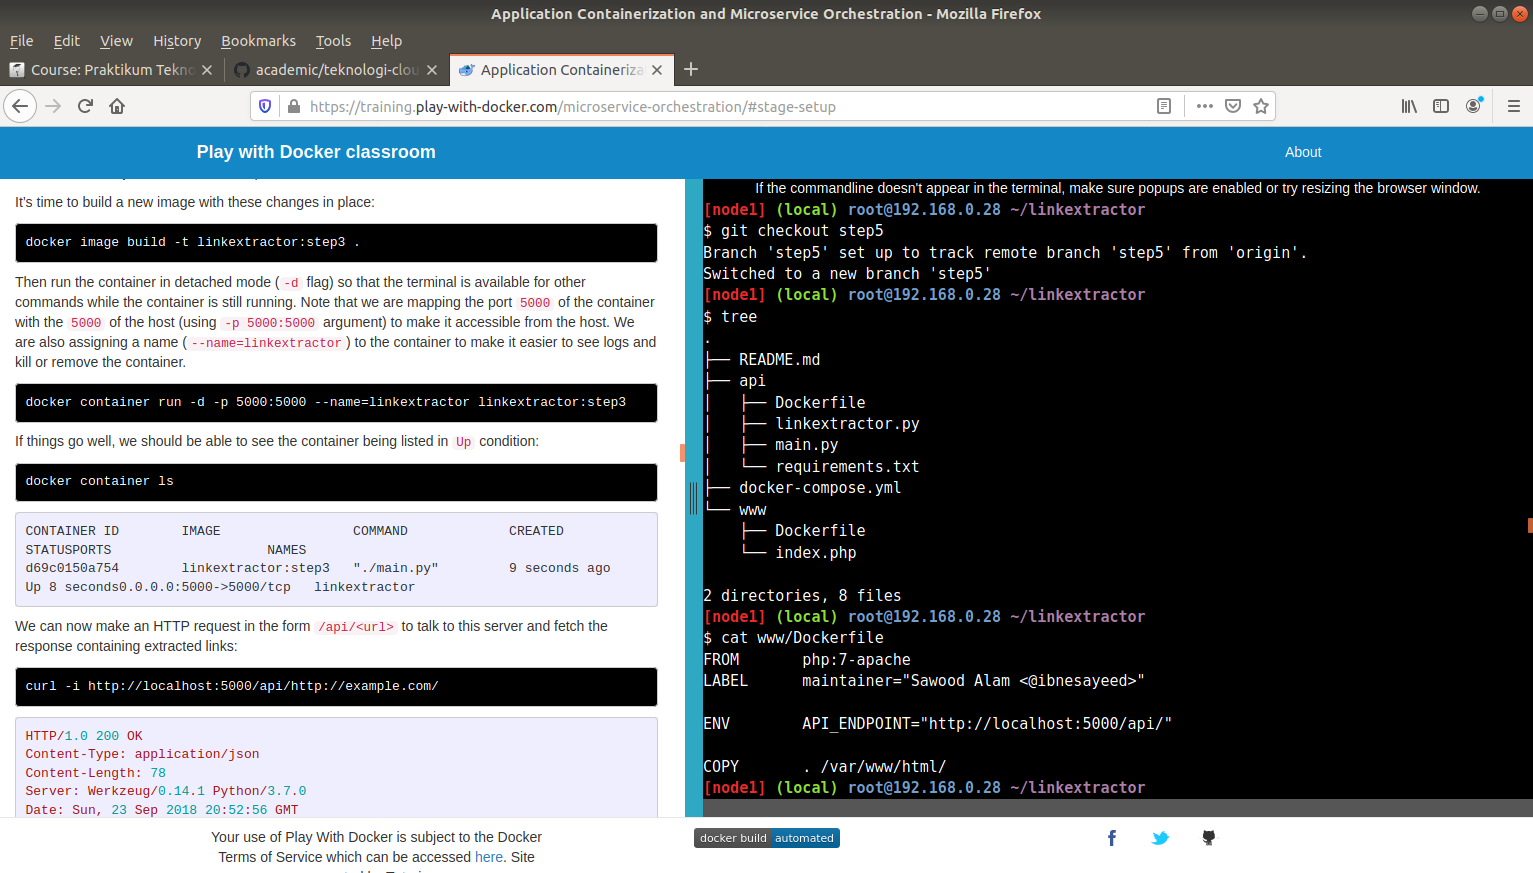 Application Containerization and Microservice Orchestration - Mozilla Firefox
File Edit View History Bookmarks Tools Help
Course: Praktikum Tekno
academic/teknologi-clou
Application Containeriza
https://training.play-with-docker.com/microservice-orchestration/#stage-setup
Play with Docker classroom
About
It's time to build a new image with these changes in place:
docker image build -t linkextractor:step3 .
Then run the container in detached mode ( -d flag) so that the terminal is available for other
commands while the container is still running. Note that we are mapping the port 5000 of the container
with the 5000 of the host (using -p 5000:5000 argument) to make it accessible from the host. We
are also assigning a name ( --name=linkextractor ) to the container to make it easier to see logs and
kill or remove the container.
docker container run -d -p 5000:5000 --name=linkextractor linkextractor:step3
If things go well, we should be able to see the container being listed in Up condition:
docker container ls
CONTAINER ID        IMAGE                 COMMAND             CREATED
STATUSPORTS                    NAMES
d69c0150a754        linkextractor:step3   "./main.py"         9 seconds ago
Up 8 seconds0.0.0.0:5000->5000/tcp   linkextractor
We can now make an HTTP request in the form /api/<url> to talk to this server and fetch the
response containing extracted links:
curl -i http://localhost:5000/api/http://example.com/
HTTP/1.0 200 OK
Content-Type: application/json
Content-Length: 78
Server: Werkzeug/0.14.1 Python/3.7.0
Date: Sun, 23 Sep 2018 20:52:56 GMT
If the commandline doesn't appear in the terminal, make sure popups are enabled or try resizing the browser window.
[node1] (local) root@192.168.0.28 ~/linkextractor
$ git checkout step5
Branch 'step5' set up to track remote branch 'step5' from 'origin'.
Switched to a new branch 'step5'
[node1] (local) root@192.168.0.28 ~/linkextractor
$ tree
.
├── README.md
├── api
│   ├── Dockerfile
│   ├── linkextractor.py
│   ├── main.py
│   └── requirements.txt
├── docker-compose.yml
└── www
    ├── Dockerfile
    └── index.php
2 directories, 8 files
[node1] (local) root@192.168.0.28 ~/linkextractor
$ cat www/Dockerfile
FROM       php:7-apache
LABEL      maintainer="Sawood Alam <@ibnesayeed>"
ENV        API_ENDPOINT="http://localhost:5000/api/"
COPY       . /var/www/html/
[node1] (local) root@192.168.0.28 ~/linkextractor
Your use of Play With Docker is subject to the Docker
Terms of Service which can be accessed here. Site
docker build automated